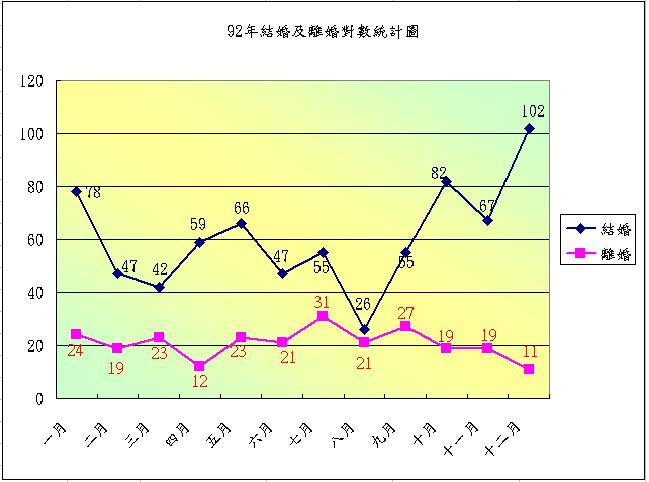 92年結婚及離婚對數統計圖
120
100
80
60
40
20
0
78
47
42
59
66
47
55
26
55
82
67
102
24
19
23
12
23
21
31
21
27
19
19
11
一月
二月
三月
四月
五月
六月
七月
八月
九月
十月
十一月
十二月
結婚
離婚